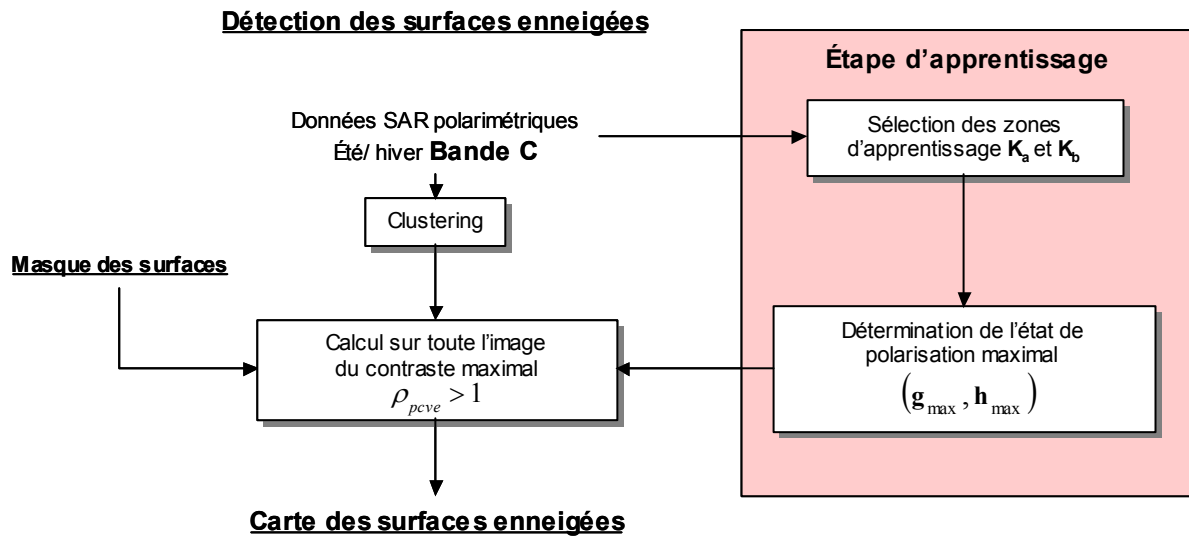 Détection des surfaces enneigées
Étape d'apprentissage
Données SAR polarimétriques
Été/ hiver Bande C
Sélection des zones
d'apprentissage Ka et Kb
Clustering
Masque des surfaces
Calcul sur toute l'image
du contraste maximal
ρpcve > 1
Détermination de l'état de
polarisation maximal
(gmax, hmax)
Carte des surfaces enneigées